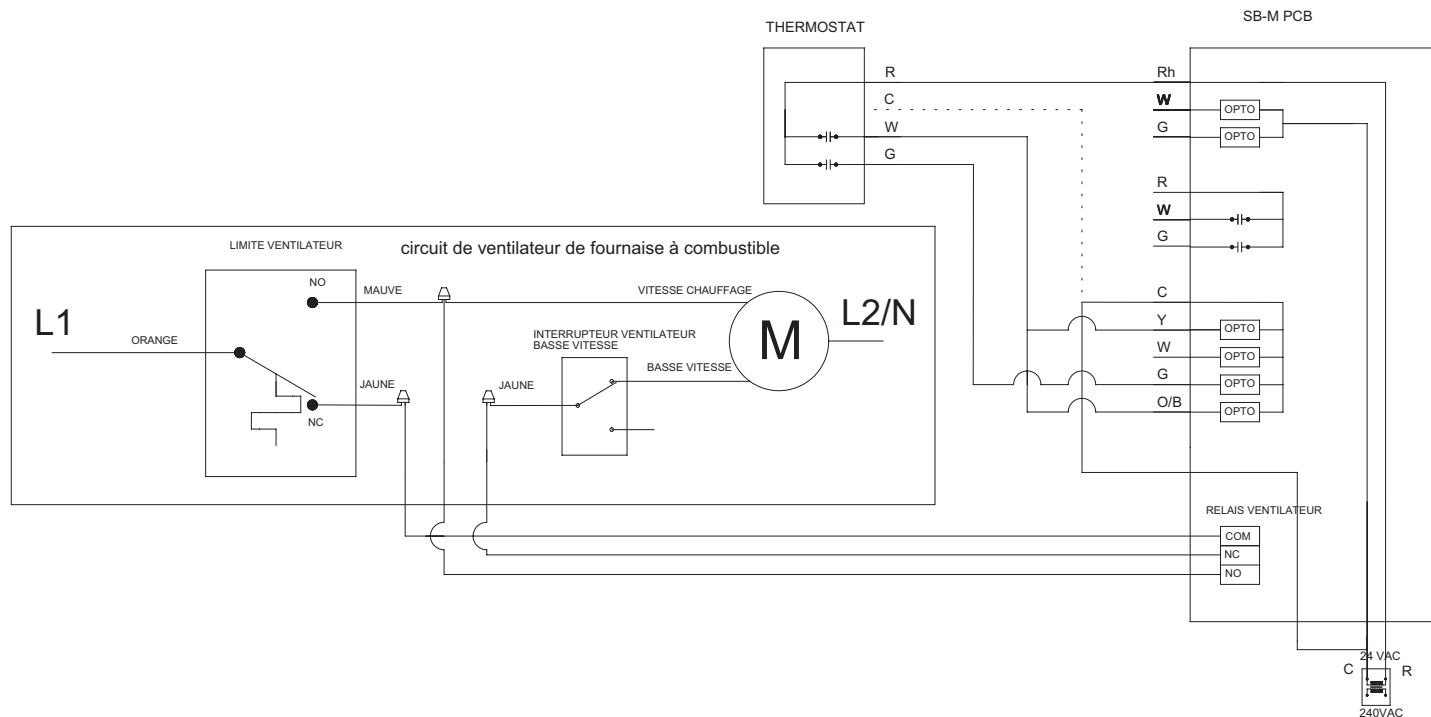 SB-M PCB
THERMOSTAT
R
C
W
G
Rh
W
OPTO
G
OPTO
R
W
G
circuit de ventilateur de fournaise à combustible
LIMITE VENTILATEUR
NO
MAUVE
VITESSE CHAUFFAGE
L1
ORANGE
INTERRUPTEUR VENTILATEUR
BASSE VITESSE
M
L2/N
BASSE VITESSE
JAUNE
JAUNE
NC
C
Y
OPTO
W
OPTO
G
OPTO
O/B
OPTO
RELAIS VENTILATEUR
COM
NC
NO
24 VAC
C
R
240VAC